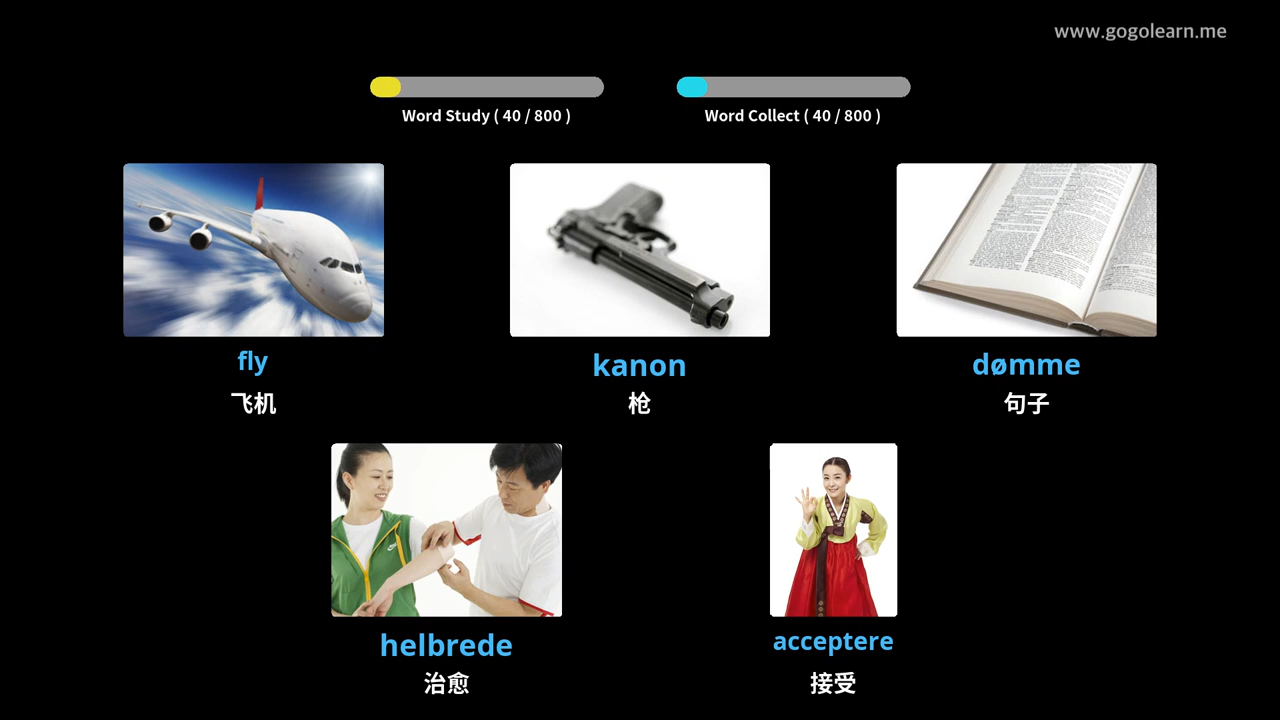 www.gogolearn.me
Word Study ( 40 / 800 )
Word Collect ( 40 / 800 )
fly
kanon
dømme
飞机
枪
句子
helbrede
acceptere
治愈
接受